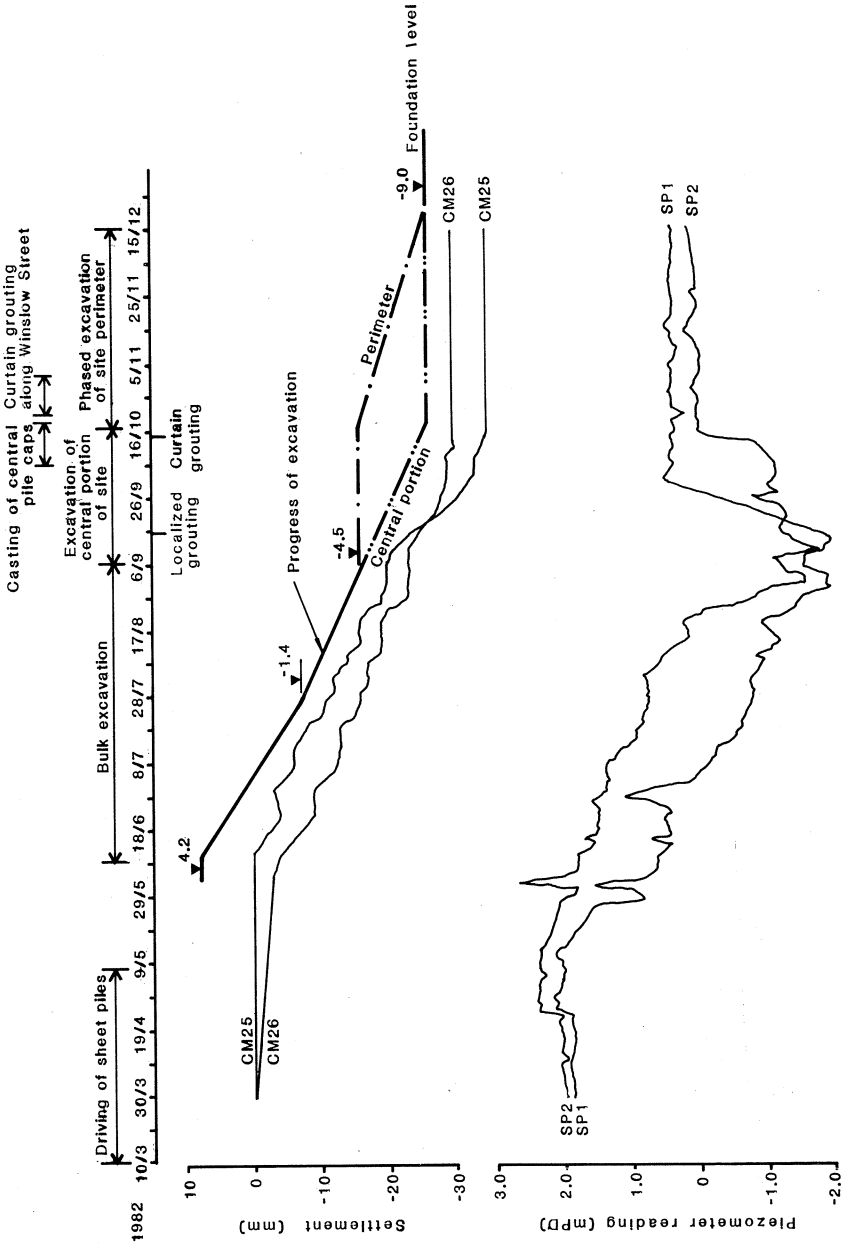 Casting of central
pile caps
Curtain grouting
along Winslow Street
Driving of sheet piles
Bulk excavation
Excavation of
central portion
of site
Phased excavation
of site perimeter
1982
10/3
30/3
19/4
9/5
29/5
18/6
8/7
28/7
17/8
6/9
26/9
16/10
5/11
25/11
15/12
Localized
grouting
Curtain
grouting
Settlement (mm)
10
0
-10
-20
-30
4.2
-1.4
-4.5
-9.0
Progress of excavation
Perimeter
Central portion
Foundation level
CM25
CM26
CM26
CM25
Piezometer reading (mPD)
3.0
2.0
1.0
0
-1.0
-2.0
SP2
SP1
SP1
SP2